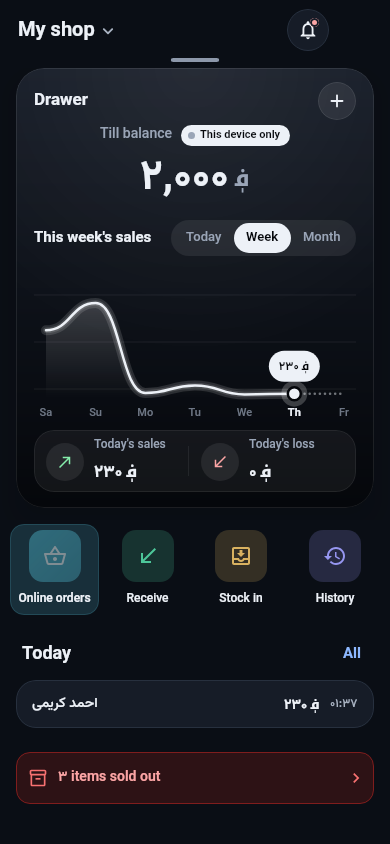 My shop
Drawer
Till balance This device only
۲,۰۰۰ ؋
This week's sales Today Week Month
۲۳۰ ؋
Sa Su Mo Tu We Th Fr
Today's sales Today's loss
۲۳۰ ؋ ۰ ؋
Online orders Receive Stock in History
Today All
احمد کریمی ۲۳۰ ؋ ۰۱:۳۷
۳ items sold out